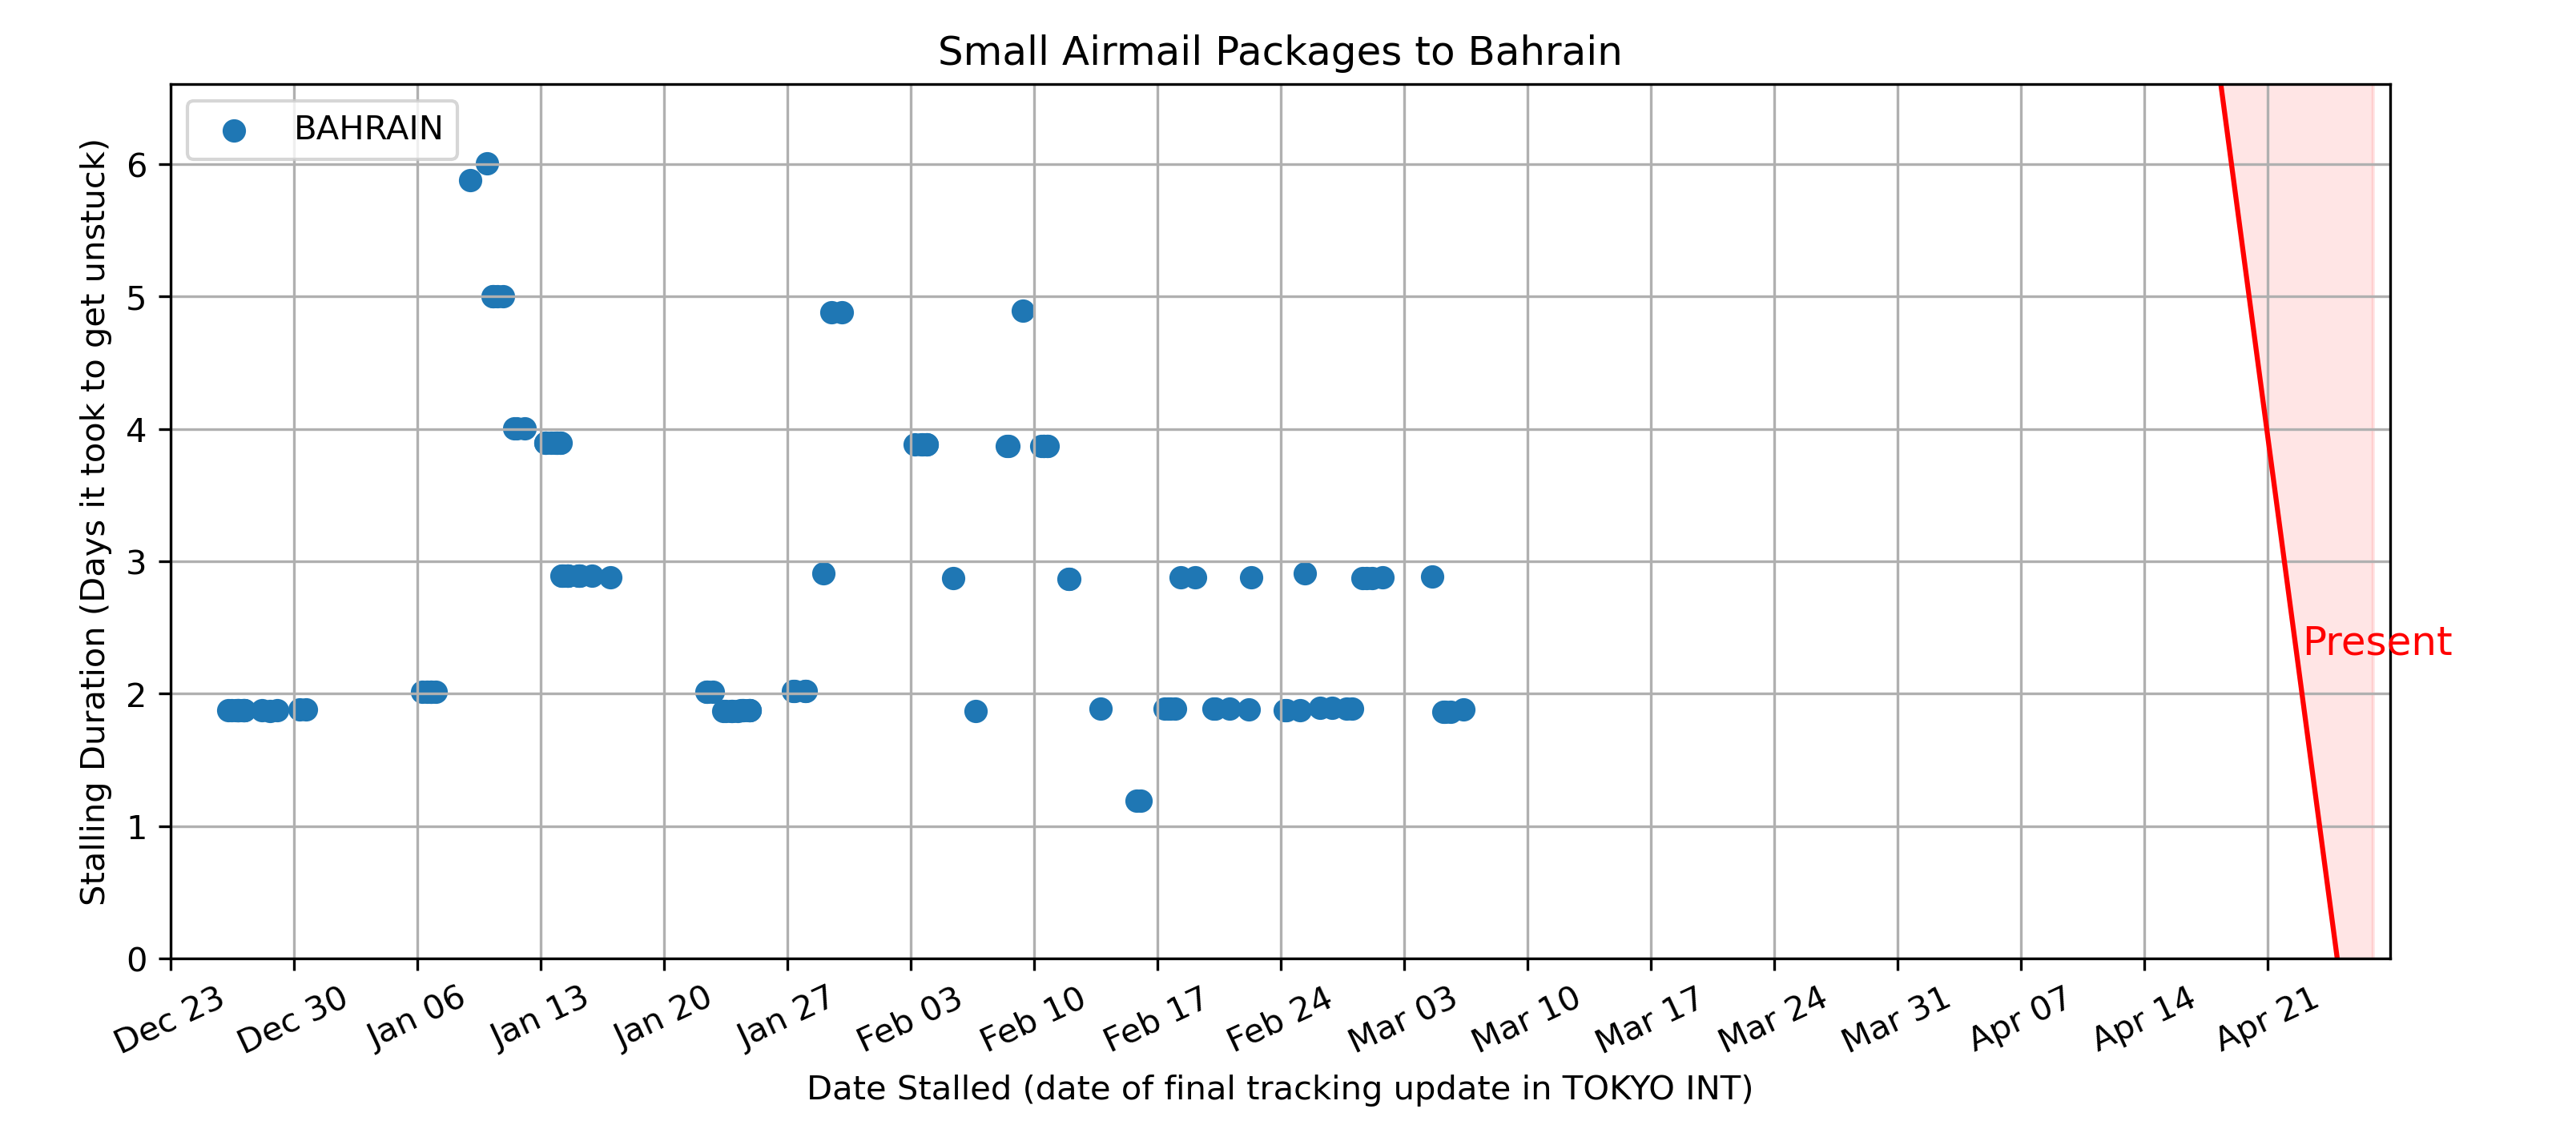 Small Airmail Packages to Bahrain
BAHRAIN
Stalling Duration (Days it took to get unstuck)
6
5
4
3
2
1
0
Present
Dec 23
Dec 30
Jan 06
Jan 13
Jan 20
Jan 27
Feb 03
Feb 10
Feb 17
Feb 24
Mar 03
Mar 10
Mar 17
Mar 24
Mar 31
Apr 07
Apr 14
Apr 21
Date Stalled (date of final tracking update in TOKYO INT)